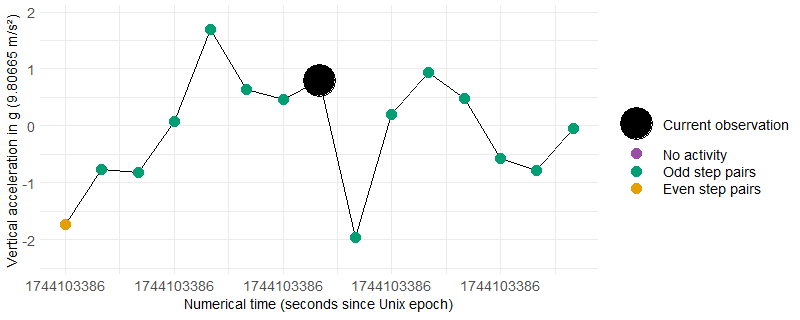 Vertical acceleration in g (9.80665 m/s²)
2
1
0
-1
-2
1744103386 1744103386 1744103386 1744103386 1744103386
Numerical time (seconds since Unix epoch)
Current observation
No activity
Odd step pairs
Even step pairs